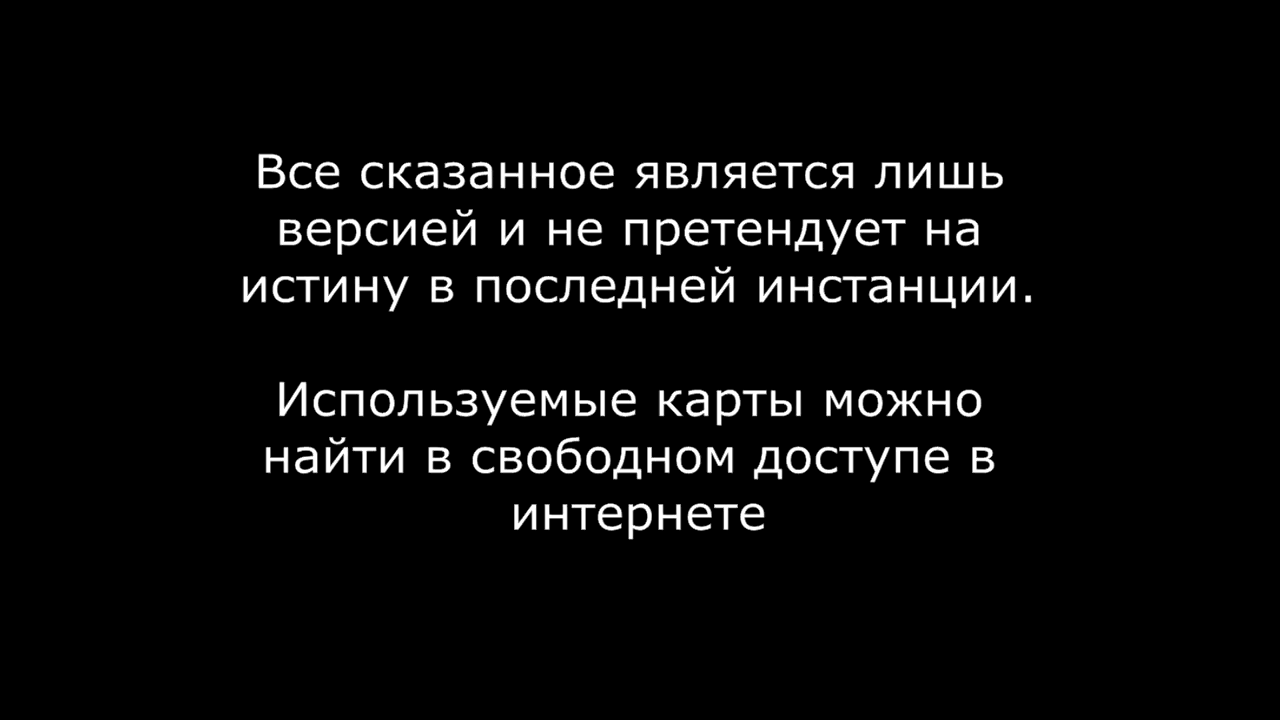 Все сказанное является лишь
версией и не претендует на
истину в последней инстанции.
Используемые карты можно
найти в свободном доступе в
интернете